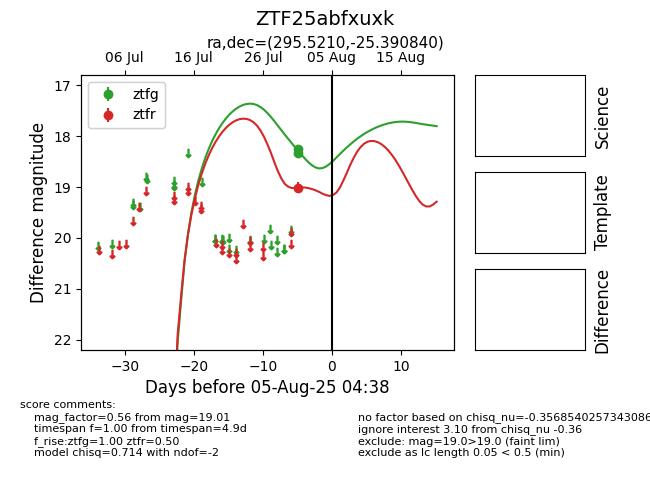 ZTF25abfxuxk
ra,dec=(295.5210,-25.390840)
06 Jul 16 Jul 26 Jul 05 Aug 15 Aug
ztfg
ztfr
17
18
19
20
21
22
Difference magnitude
−30 −20 −10 0 10
Days before 05-Aug-25 04:38
Science
Template
Difference
score comments:
mag_factor=0.56 from mag=19.01
timespan f=1.00 from timespan=4.9d
f_rise:ztfg=1.00 ztfr=0.50
model chisq=0.714 with ndof=-2
no factor based on chisq_nu=-0.3568540257343086
ignore interest 3.10 from chisq_nu -0.36
exclude: mag=19.0>19.0 (faint lim)
exclude as lc length 0.05 < 0.5 (min)